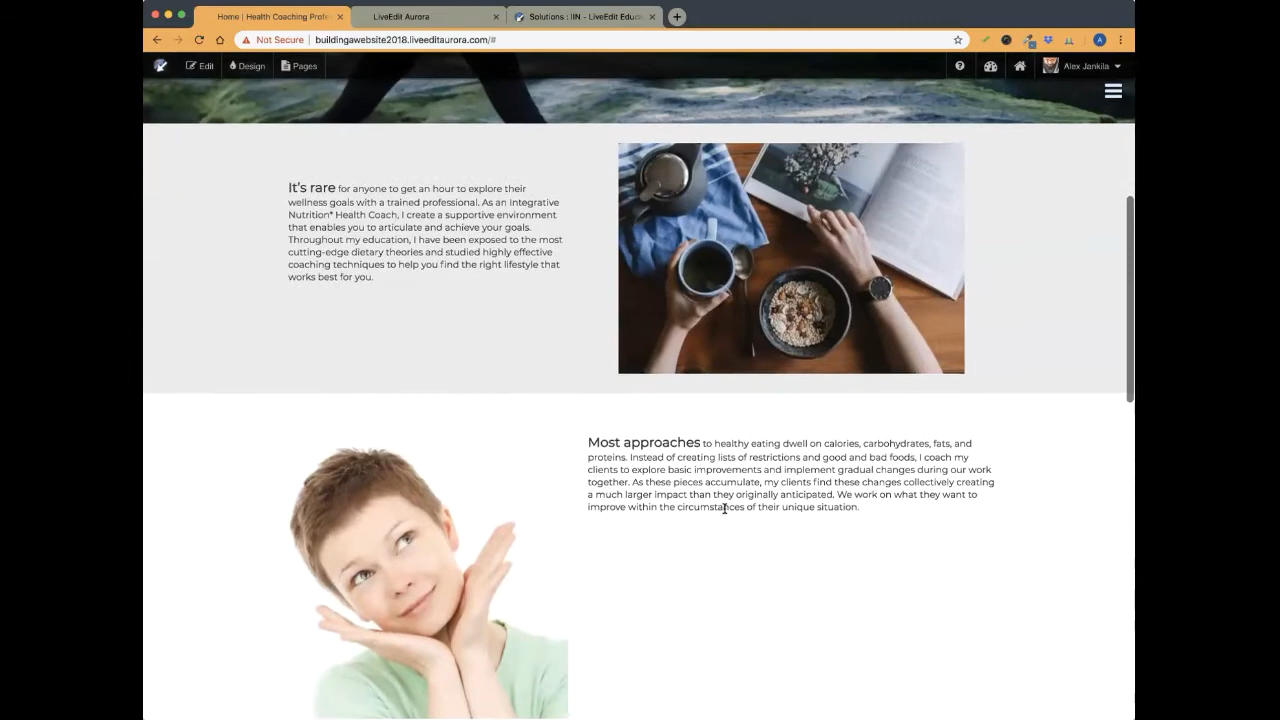 Home | Health Coaching Profe
LiveEdit Aurora
Solutions : IIN - LiveEdit Educ
Not Secure
buildingawebsite2018.liveeditaurora.com/#
Edit
Design
Pages
Alex Jankila
It's rare for anyone to get an hour to explore their
wellness goals with a trained professional. As an Integrative
Nutrition* Health Coach, I create a supportive environment
that enables you to articulate and achieve your goals.
Throughout my education, I have been exposed to the most
cutting-edge dietary theories and studied highly effective
coaching techniques to help you find the right lifestyle that
works best for you.
Most approaches to healthy eating dwell on calories, carbohydrates, fats, and
proteins. Instead of creating lists of restrictions and good and bad foods, I coach my
clients to explore basic improvements and implement gradual changes during our work
together. As these pieces accumulate, my clients find these changes collectively creating
a much larger impact than they originally anticipated. We work on what they want to
improve within the circumstances of their unique situation.